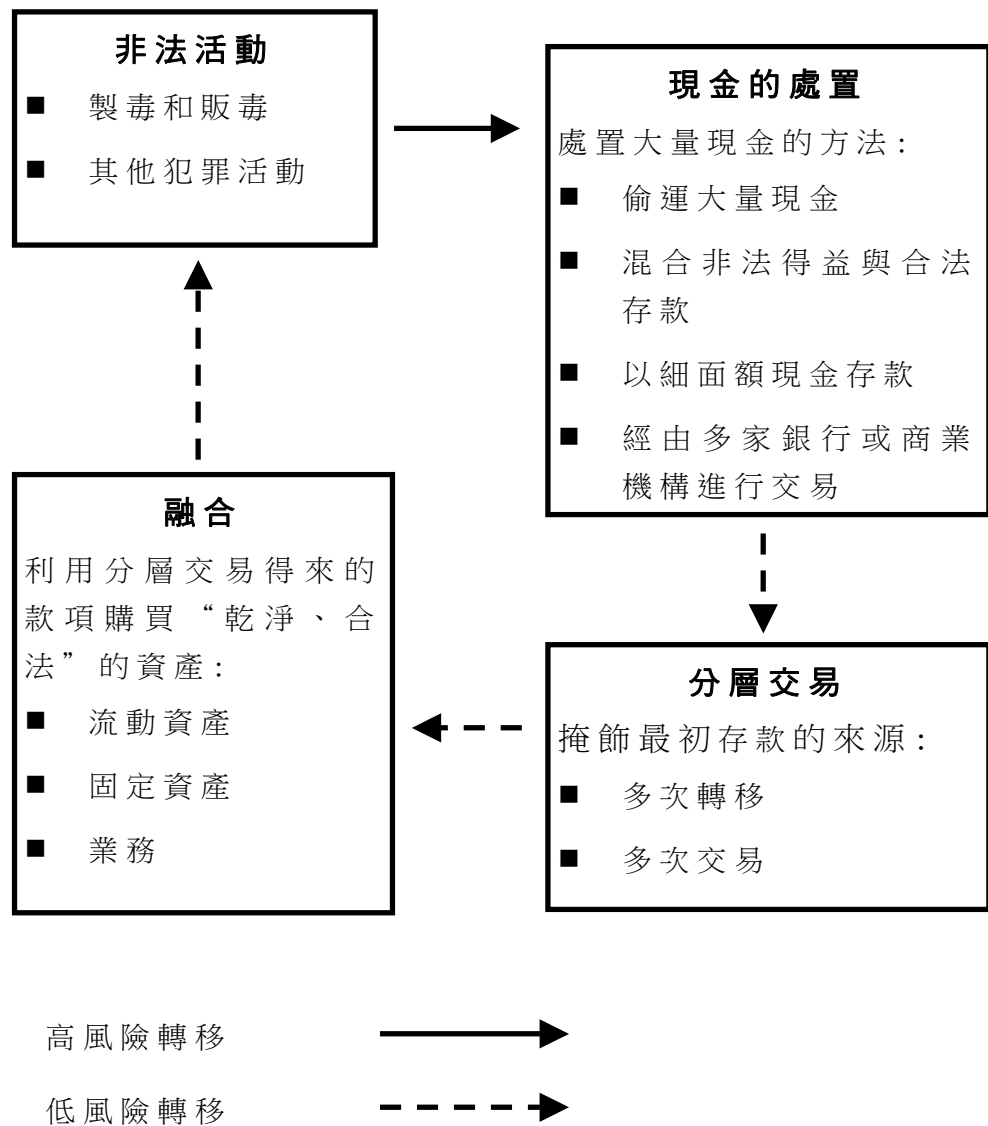 非法活動
■ 製毒和販毒
■ 其他犯罪活動
現金的處置
處置大量現金的方法:
■ 偷運大量現金
■ 混合非法得益與合法
存款
■ 以細面額現金存款
■ 經由多家銀行或商業
機構進行交易
分層交易
掩飾最初存款的來源:
■ 多次轉移
■ 多次交易
融合
利用分層交易得來的
款項購買“乾淨、合
法”的資產:
■ 流動資產
■ 固定資產
■ 業務
高風險轉移
低風險轉移